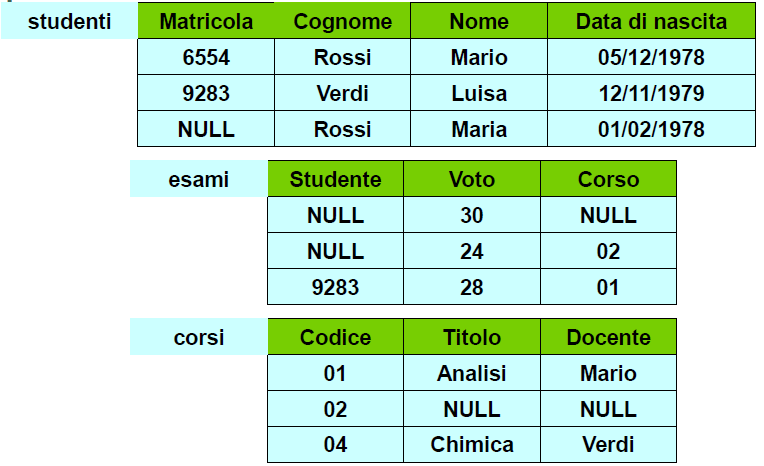 studenti Matricola Cognome Nome Data di nascita
6554 Rossi Mario 05/12/1978
9283 Verdi Luisa 12/11/1979
NULL Rossi Maria 01/02/1978
esami Studente Voto Corso
NULL 30 NULL
NULL 24 02
9283 28 01
corsi Codice Titolo Docente
01 Analisi Mario
02 NULL NULL
04 Chimica Verdi